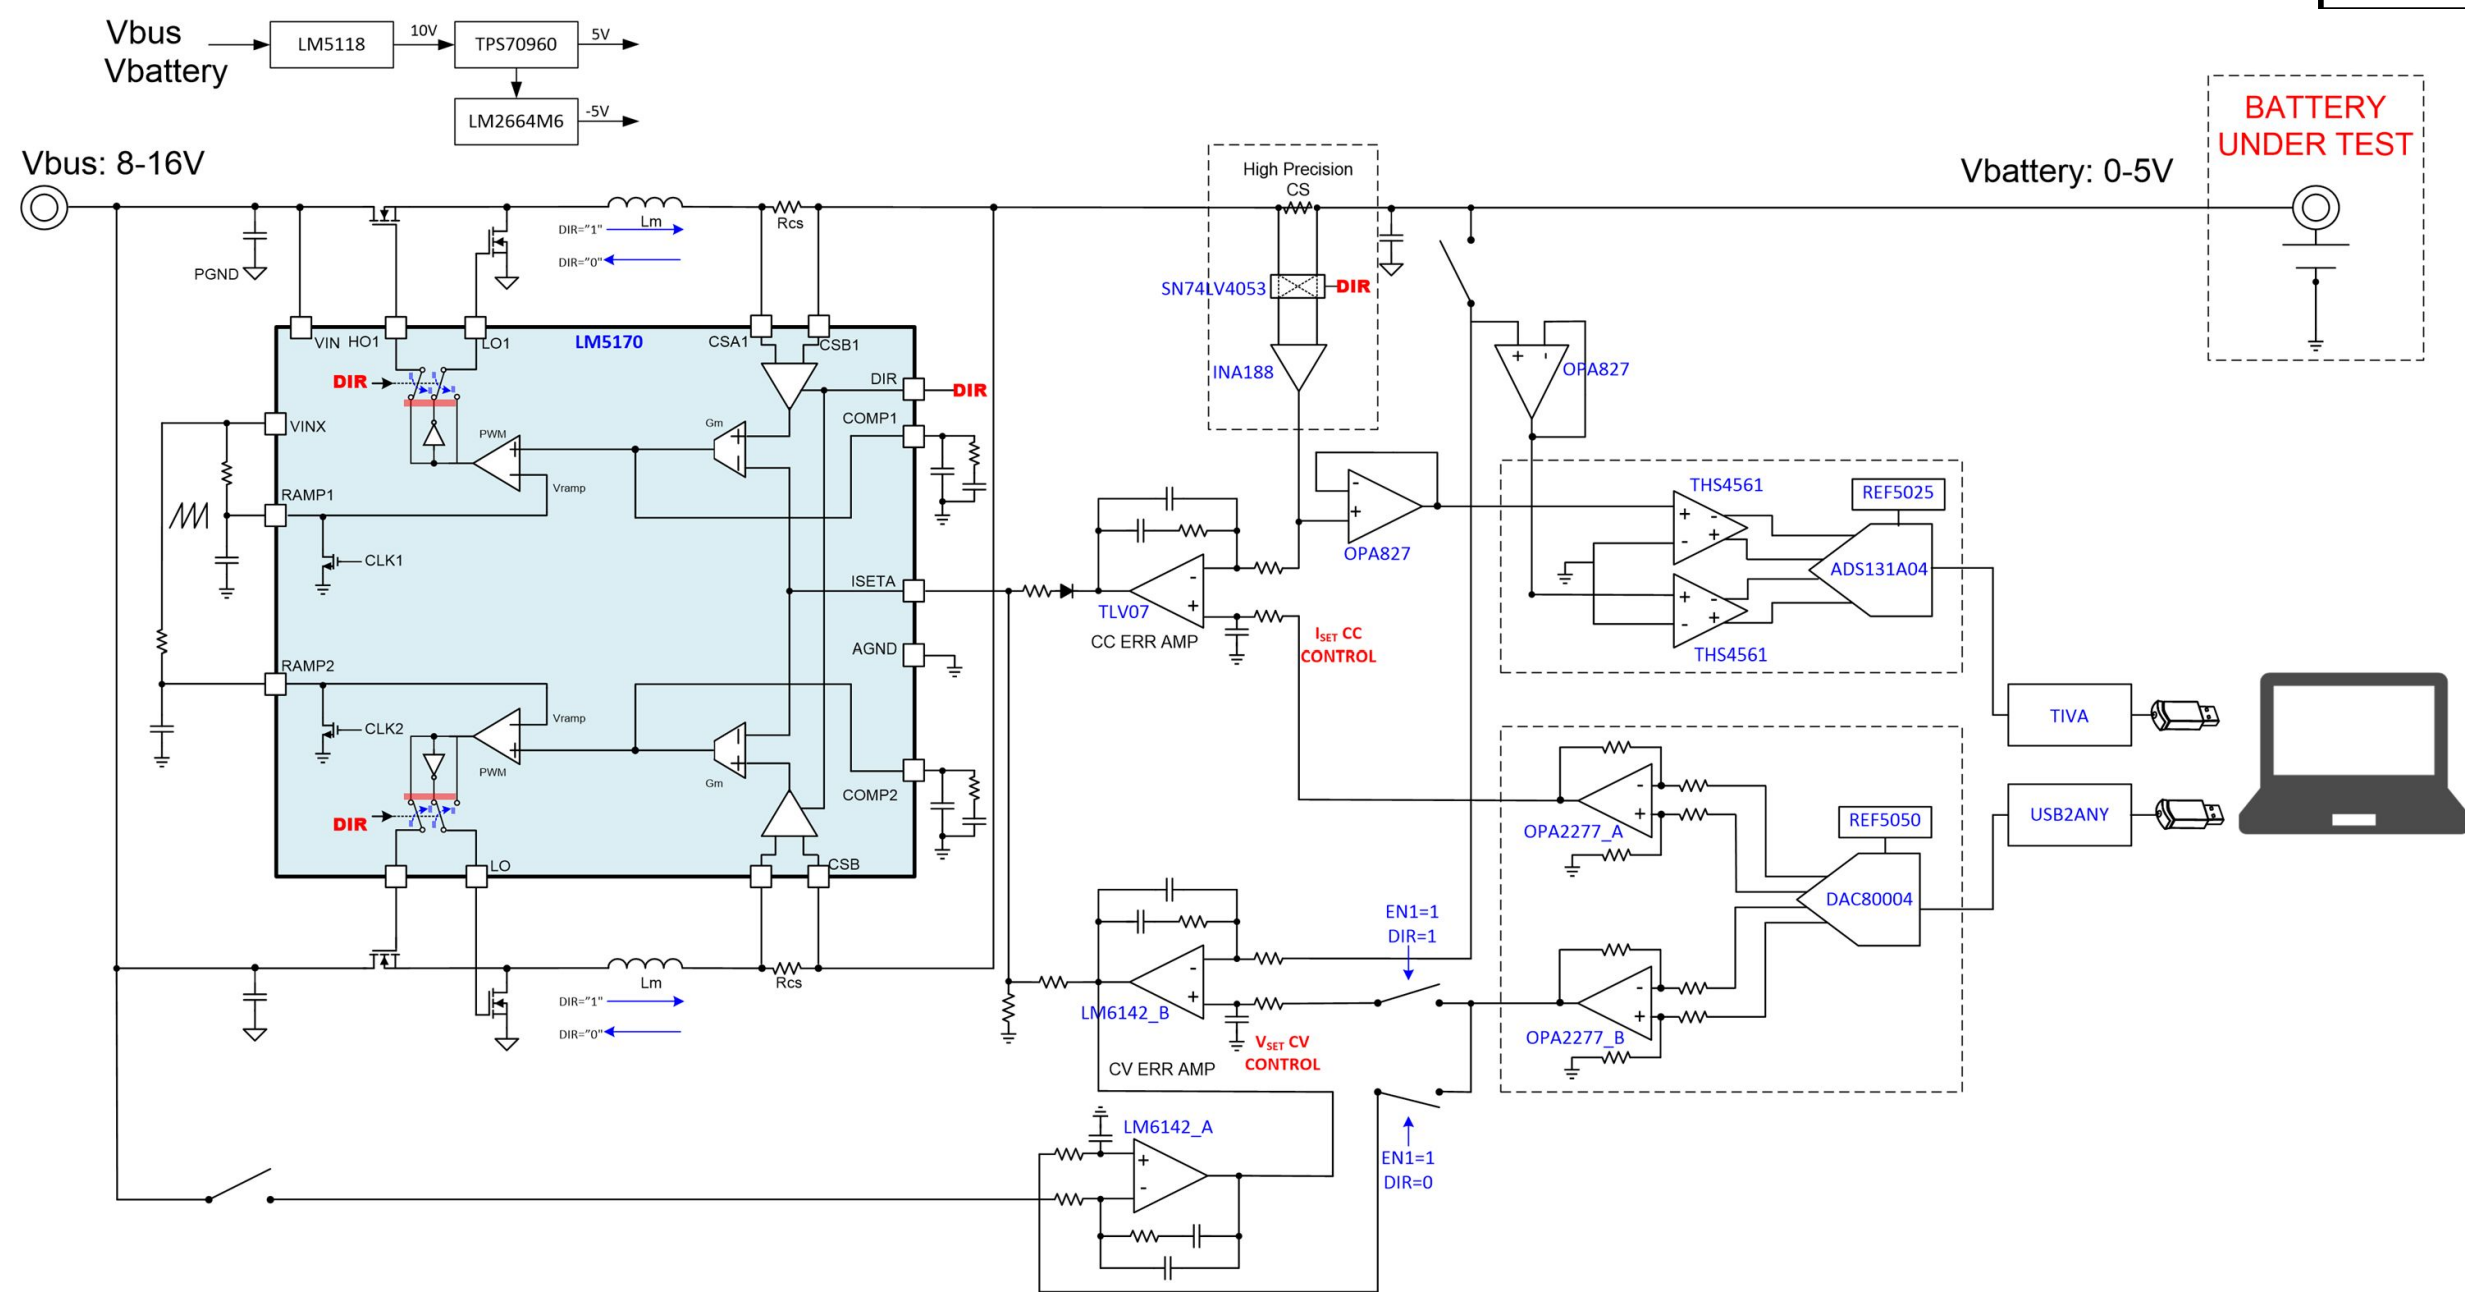 Vbus
Vbattery
LM5118
10V
TPS70960
5V
LM2664M6
-5V
BATTERY
UNDER TEST
Vbus: 8-16V
Vbattery: 0-5V
High Precision
CS
PGND
DIR="1"
Lm
DIR="0"
Rcs
SN74LV4053
DIR
INA188
OPA827
VIN
HO1
LO1
LM5170
CSA1
CSB1
DIR
DIR
DIR
VINX
PWM
Gm
COMP1
RAMP1
Vramp
CLK1
ISETA
AGND
RAMP2
CLK2
Vramp
PWM
Gm
COMP2
DIR
LO
CSB
DIR="1"
Lm
DIR="0"
Rcs
TLV07
CC ERR AMP
ISET CC
CONTROL
OPA827
THS4561
REF5025
ADS131A04
THS4561
TIVA
OPA2277_A
REF5050
USB2ANY
DAC80004
OPA2277_B
EN1=1
DIR=1
LM6142_B
VSET CV
CONTROL
CV ERR AMP
LM6142_A
EN1=1
DIR=0
+
-
+
-
+
-
+
-
+
-
+
-
+
-
+
-
+
-
+
-
+
-